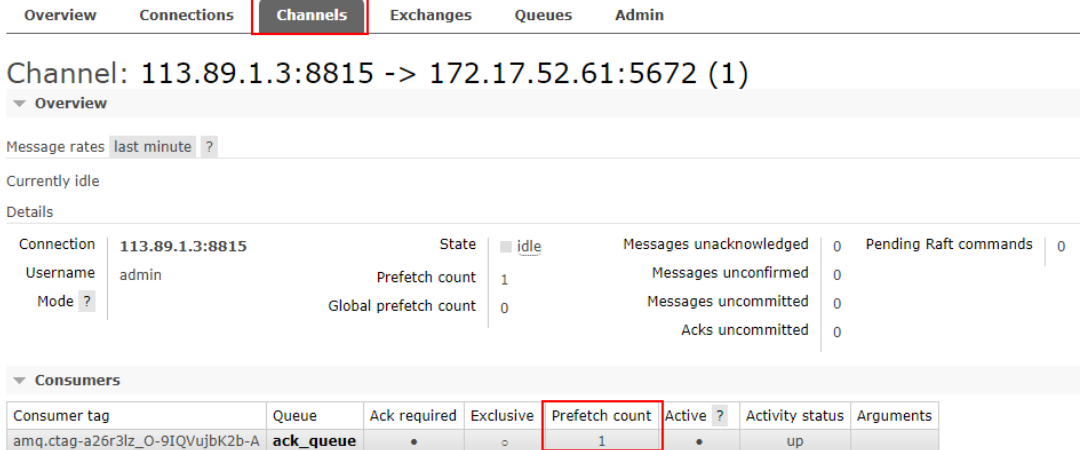 Overview Connections Channels Exchanges Queues Admin
Channel: 113.89.1.3:8815 -> 172.17.52.61:5672 (1)
Overview
Message rates last minute ?
Currently idle
Details
Connection 113.89.1.3:8815 State idle Messages unacknowledged 0 Pending Raft commands 0
Username admin Prefetch count 1 Messages unconfirmed 0
Mode ? Global prefetch count 0 Messages uncommitted 0
Acks uncommitted 0
Consumers
Consumer tag Queue Ack required Exclusive Prefetch count Active ? Activity status Arguments
amq.ctag-a26r3lz_O-9IQVujbK2b-A ack_queue ● ○ 1 ● up